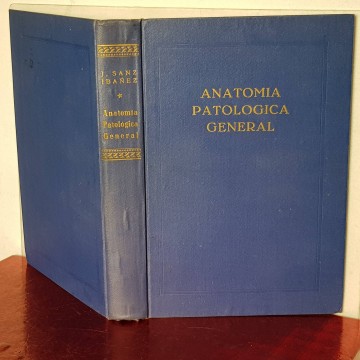 J. SANZ
IBAÑEZ
Anatomia
Patologica
General
ANATOMIA
PATOLOGICA
GENERAL